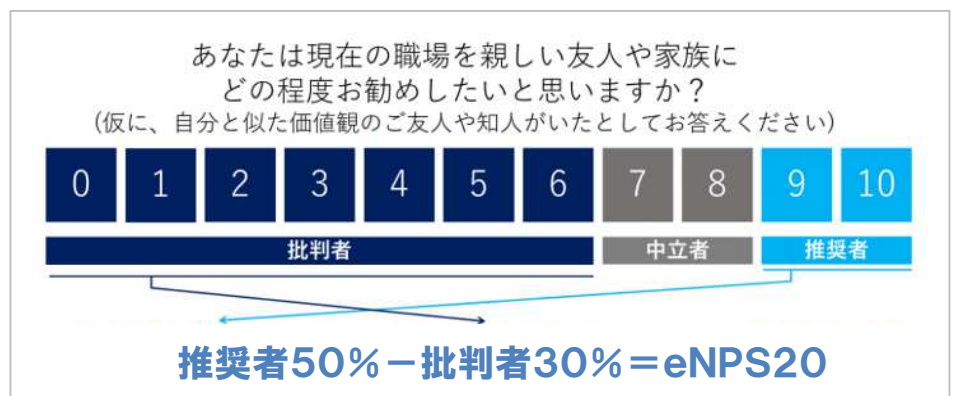 あなたは現在の職場を親しい友人や家族に
どの程度お勧めしたいと思いますか？
（仮に、自分と似た価値観のご友人や知人がいたとしてお答えください）
0 1 2 3 4 5 6 7 8 9 10
批判者 中立者 推奨者
推奨者50％－批判者30％＝eNPS20